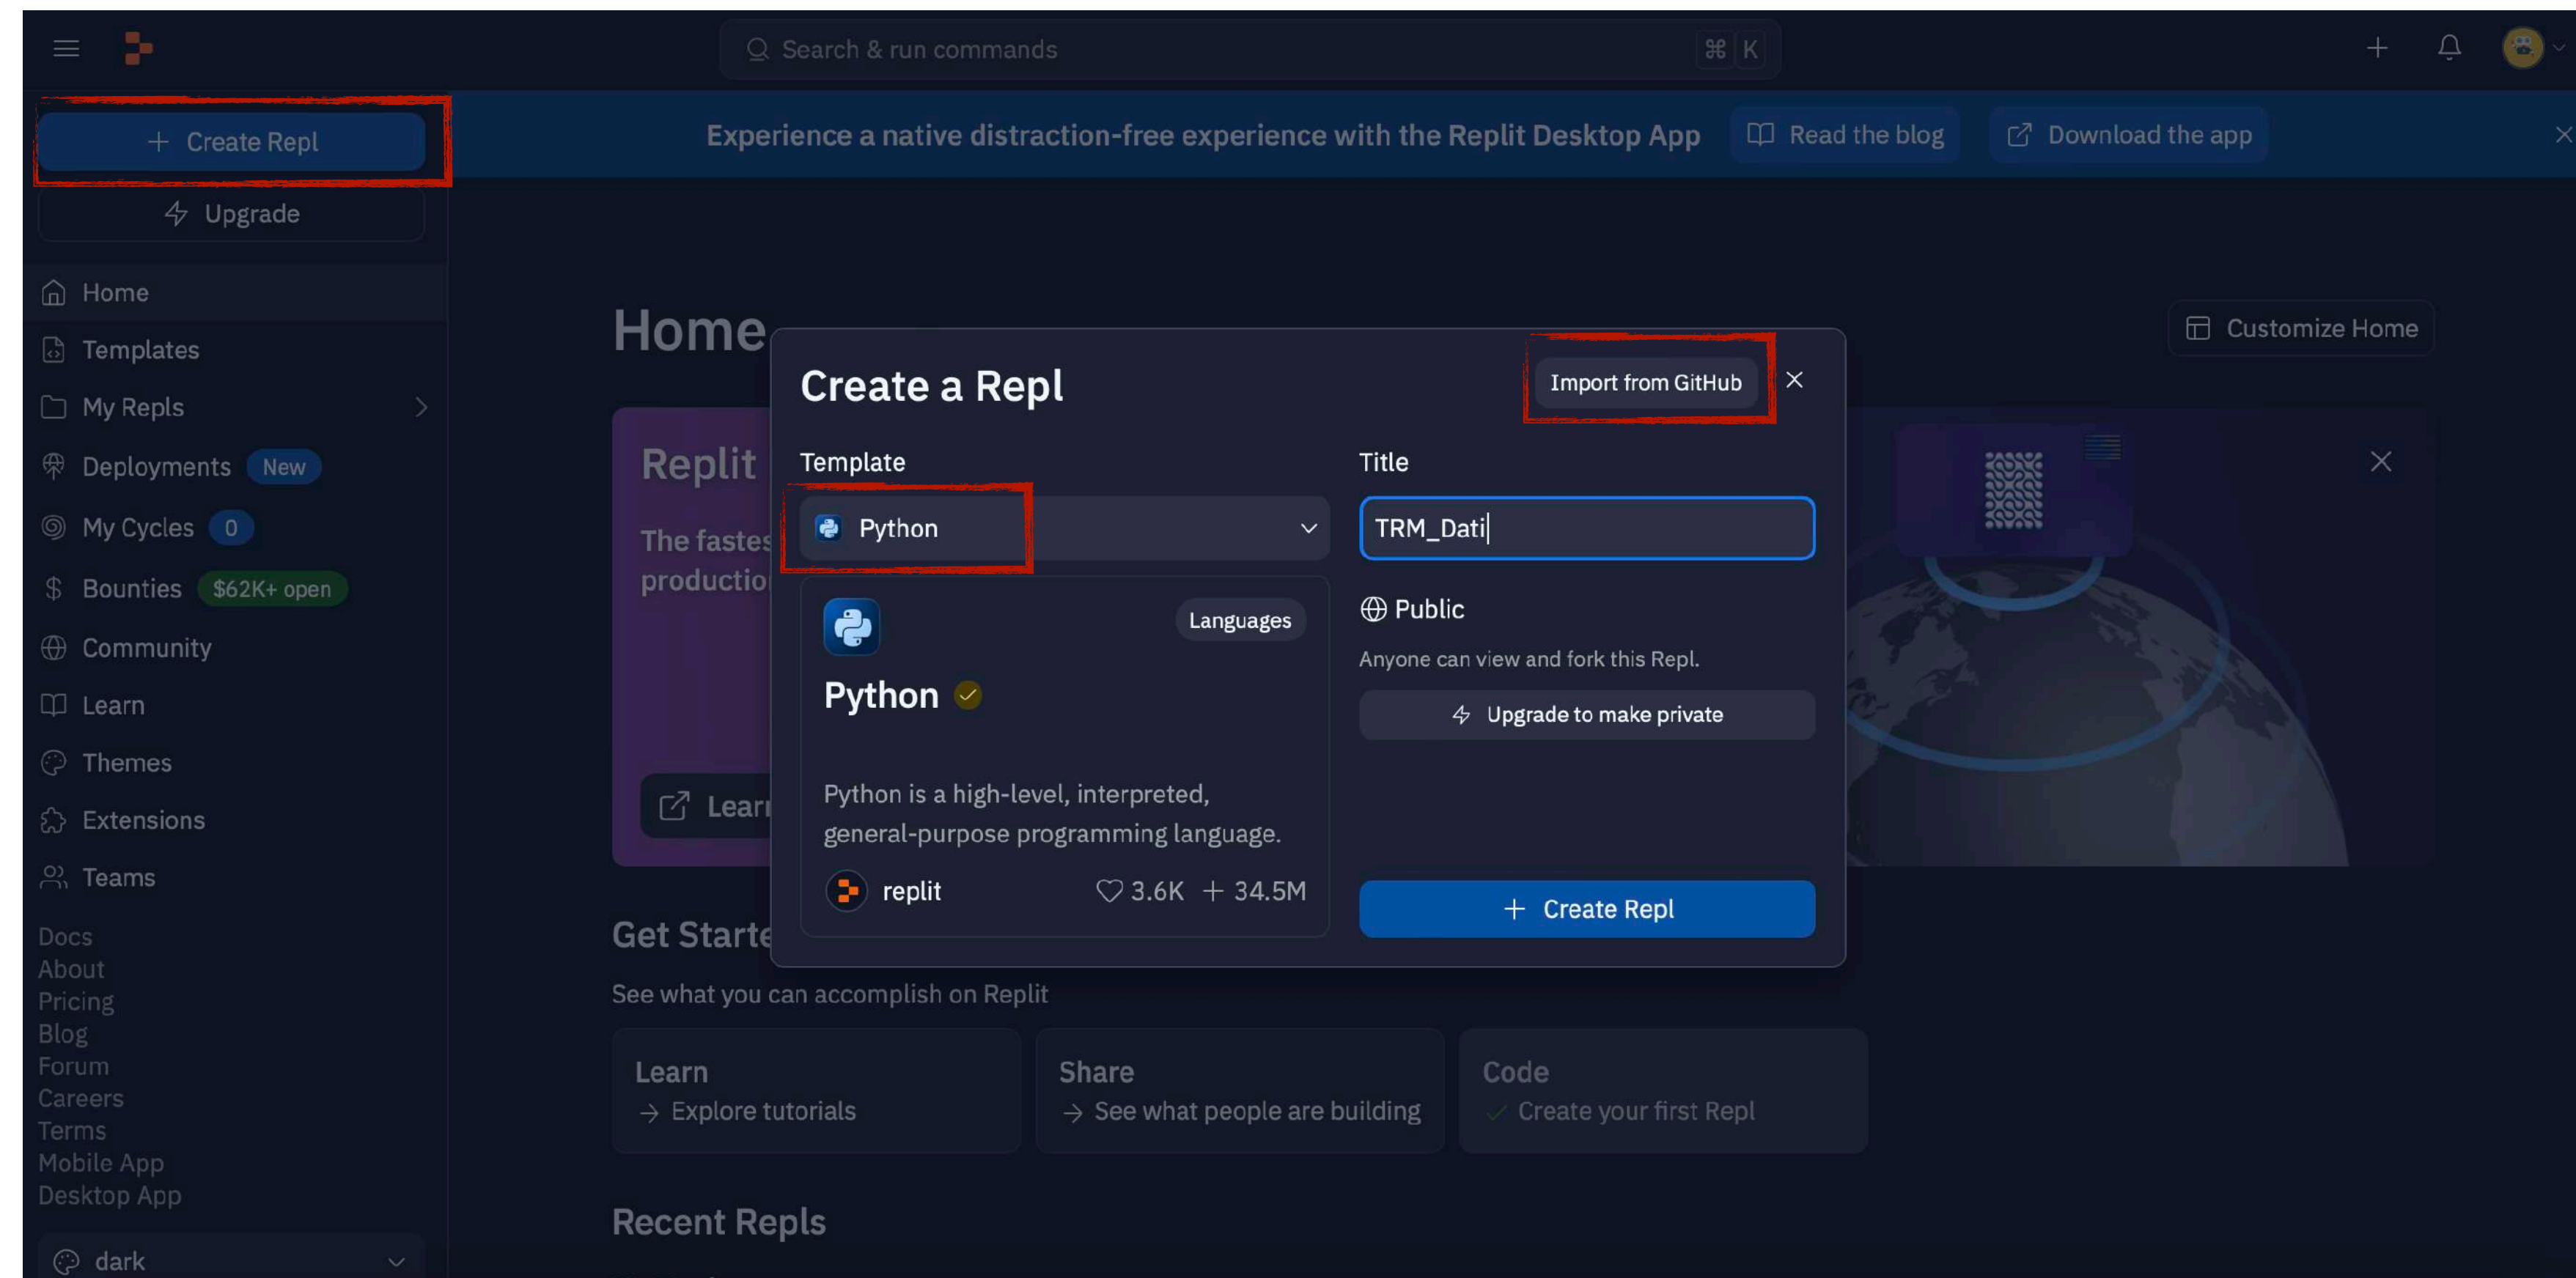 Search & run commands
⌘ K
+ Create Repl
Experience a native distraction-free experience with the Replit Desktop App
Read the blog
Download the app
Upgrade
Home
Templates
My Repls
Deployments New
My Cycles 0
Bounties $62K+ open
Community
Learn
Themes
Extensions
Teams
Docs
About
Pricing
Blog
Forum
Careers
Terms
Mobile App
Desktop App
dark
Home
Customize Home
Replit
The
productio
Create a Repl
Import from GitHub
Template
Python
Languages
Python
Python is a high-level, interpreted,
general-purpose programming language.
replit
3.6K + 34.5M
Title
TRM_Dati
Public
Anyone can view and fork this Repl.
Upgrade to make private
+ Create Repl
Get Starte
See what you can accomplish on Replit
Learn
→ Explore tutorials
Share
→ See what people are building
Code
✓ Create your first Repl
Recent Repls